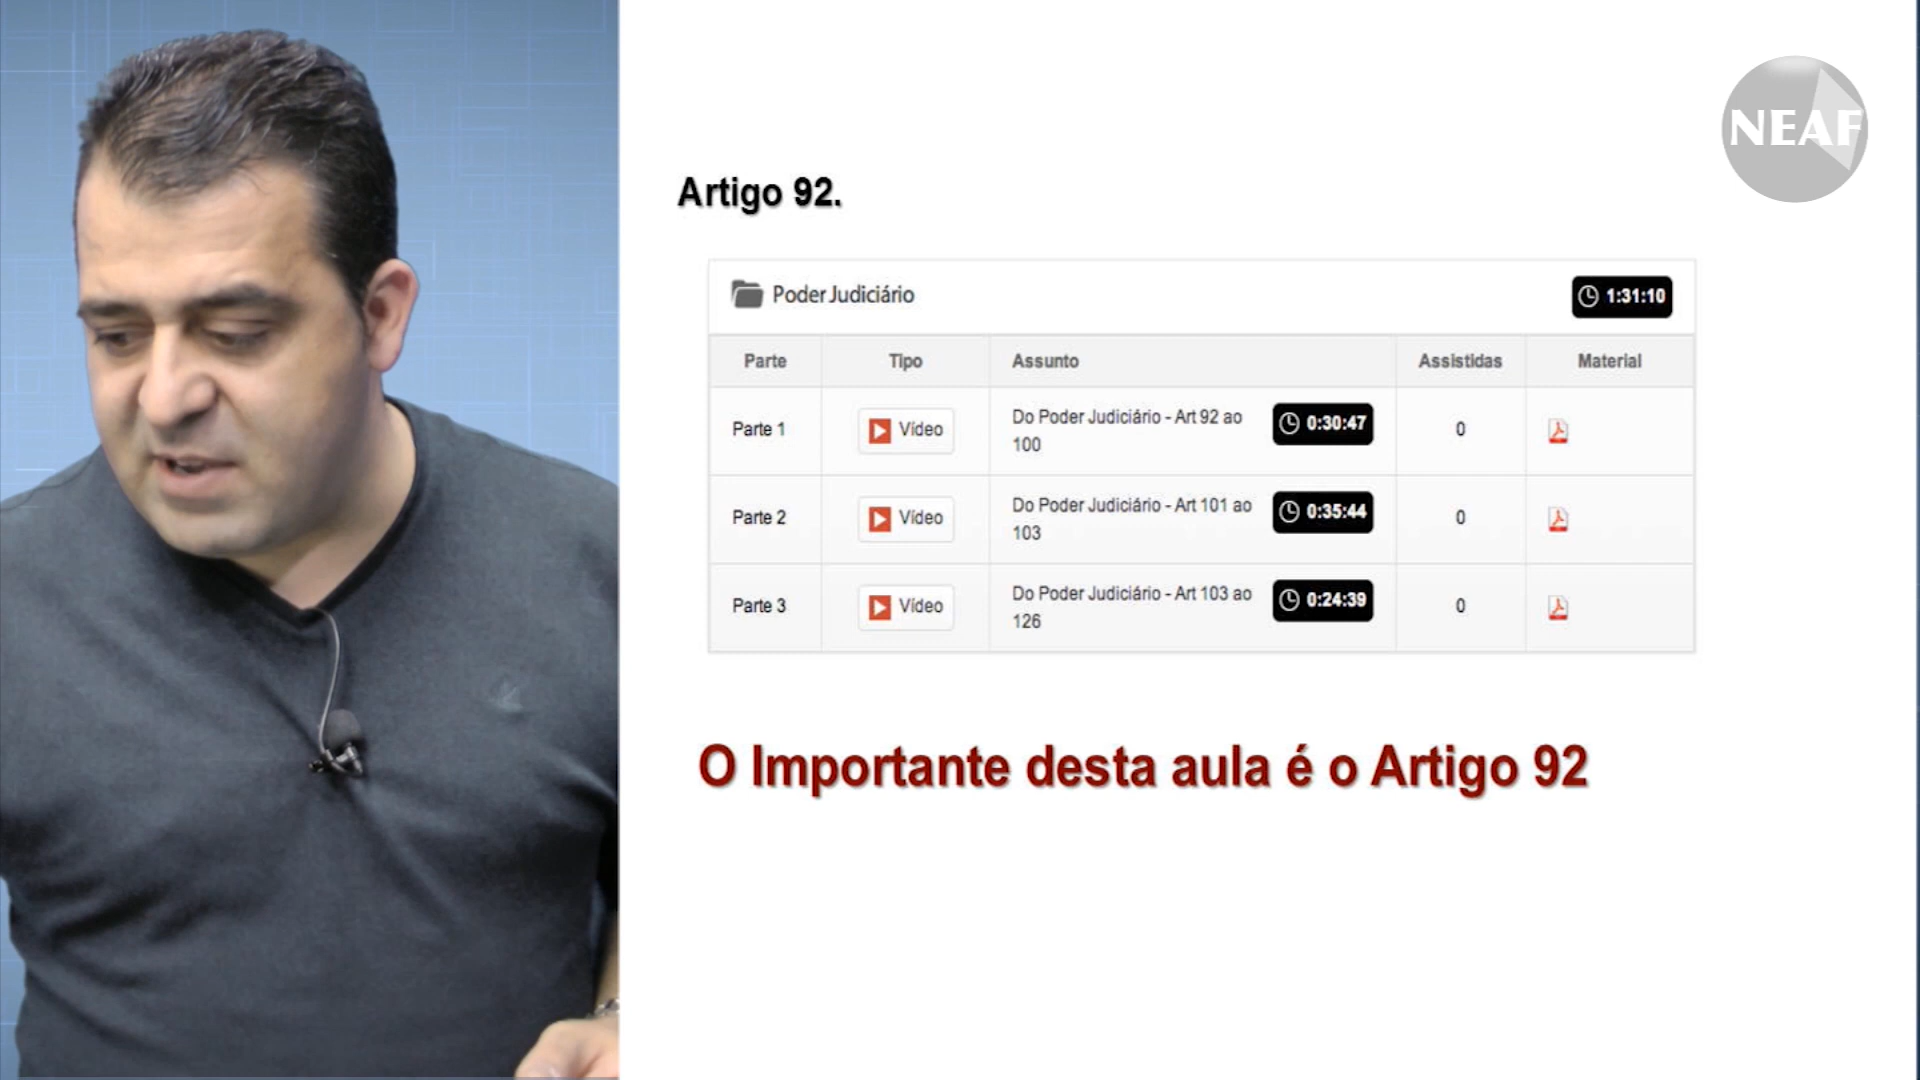 NEAF
Artigo 92.
Poder Judiciário 1:31:10
Parte Tipo Assunto Assistidas Material
Parte 1 Vídeo Do Poder Judiciário - Art 92 ao 0:30:47 0
100
Parte 2 Vídeo Do Poder Judiciário - Art 101 ao 0:35:44 0
103
Parte 3 Vídeo Do Poder Judiciário - Art 103 ao 0:24:39 0
126
O Importante desta aula é o Artigo 92